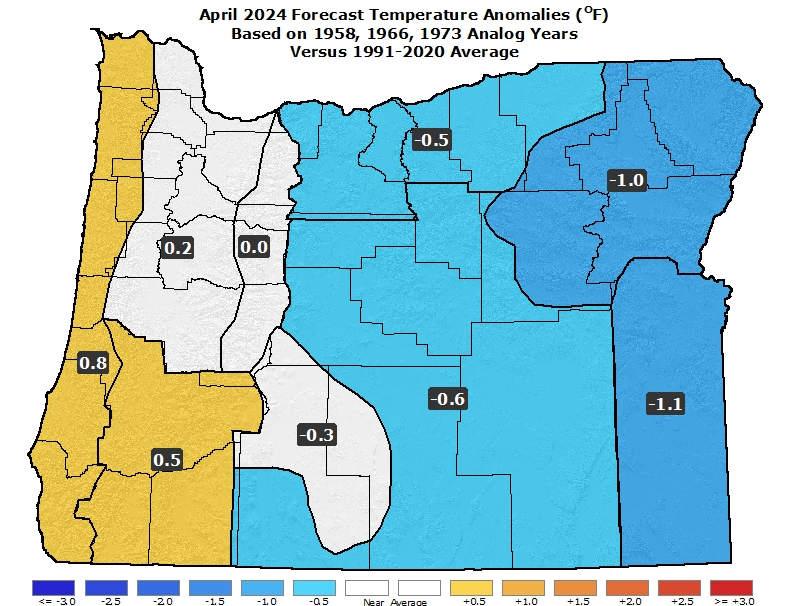 April 2024 Forecast Temperature Anomalies (°F)
Based on 1958, 1966, 1973 Analog Years
Versus 1991-2020 Average
-0.5
-1.0
0.2
0.0
0.8
-0.6
-1.1
-0.3
0.5
<= -3.0 -2.5 -2.0 -1.5 -1.0 -0.5 Near Average +0.5 +1.0 +1.5 +2.0 +2.5 >= +3.0